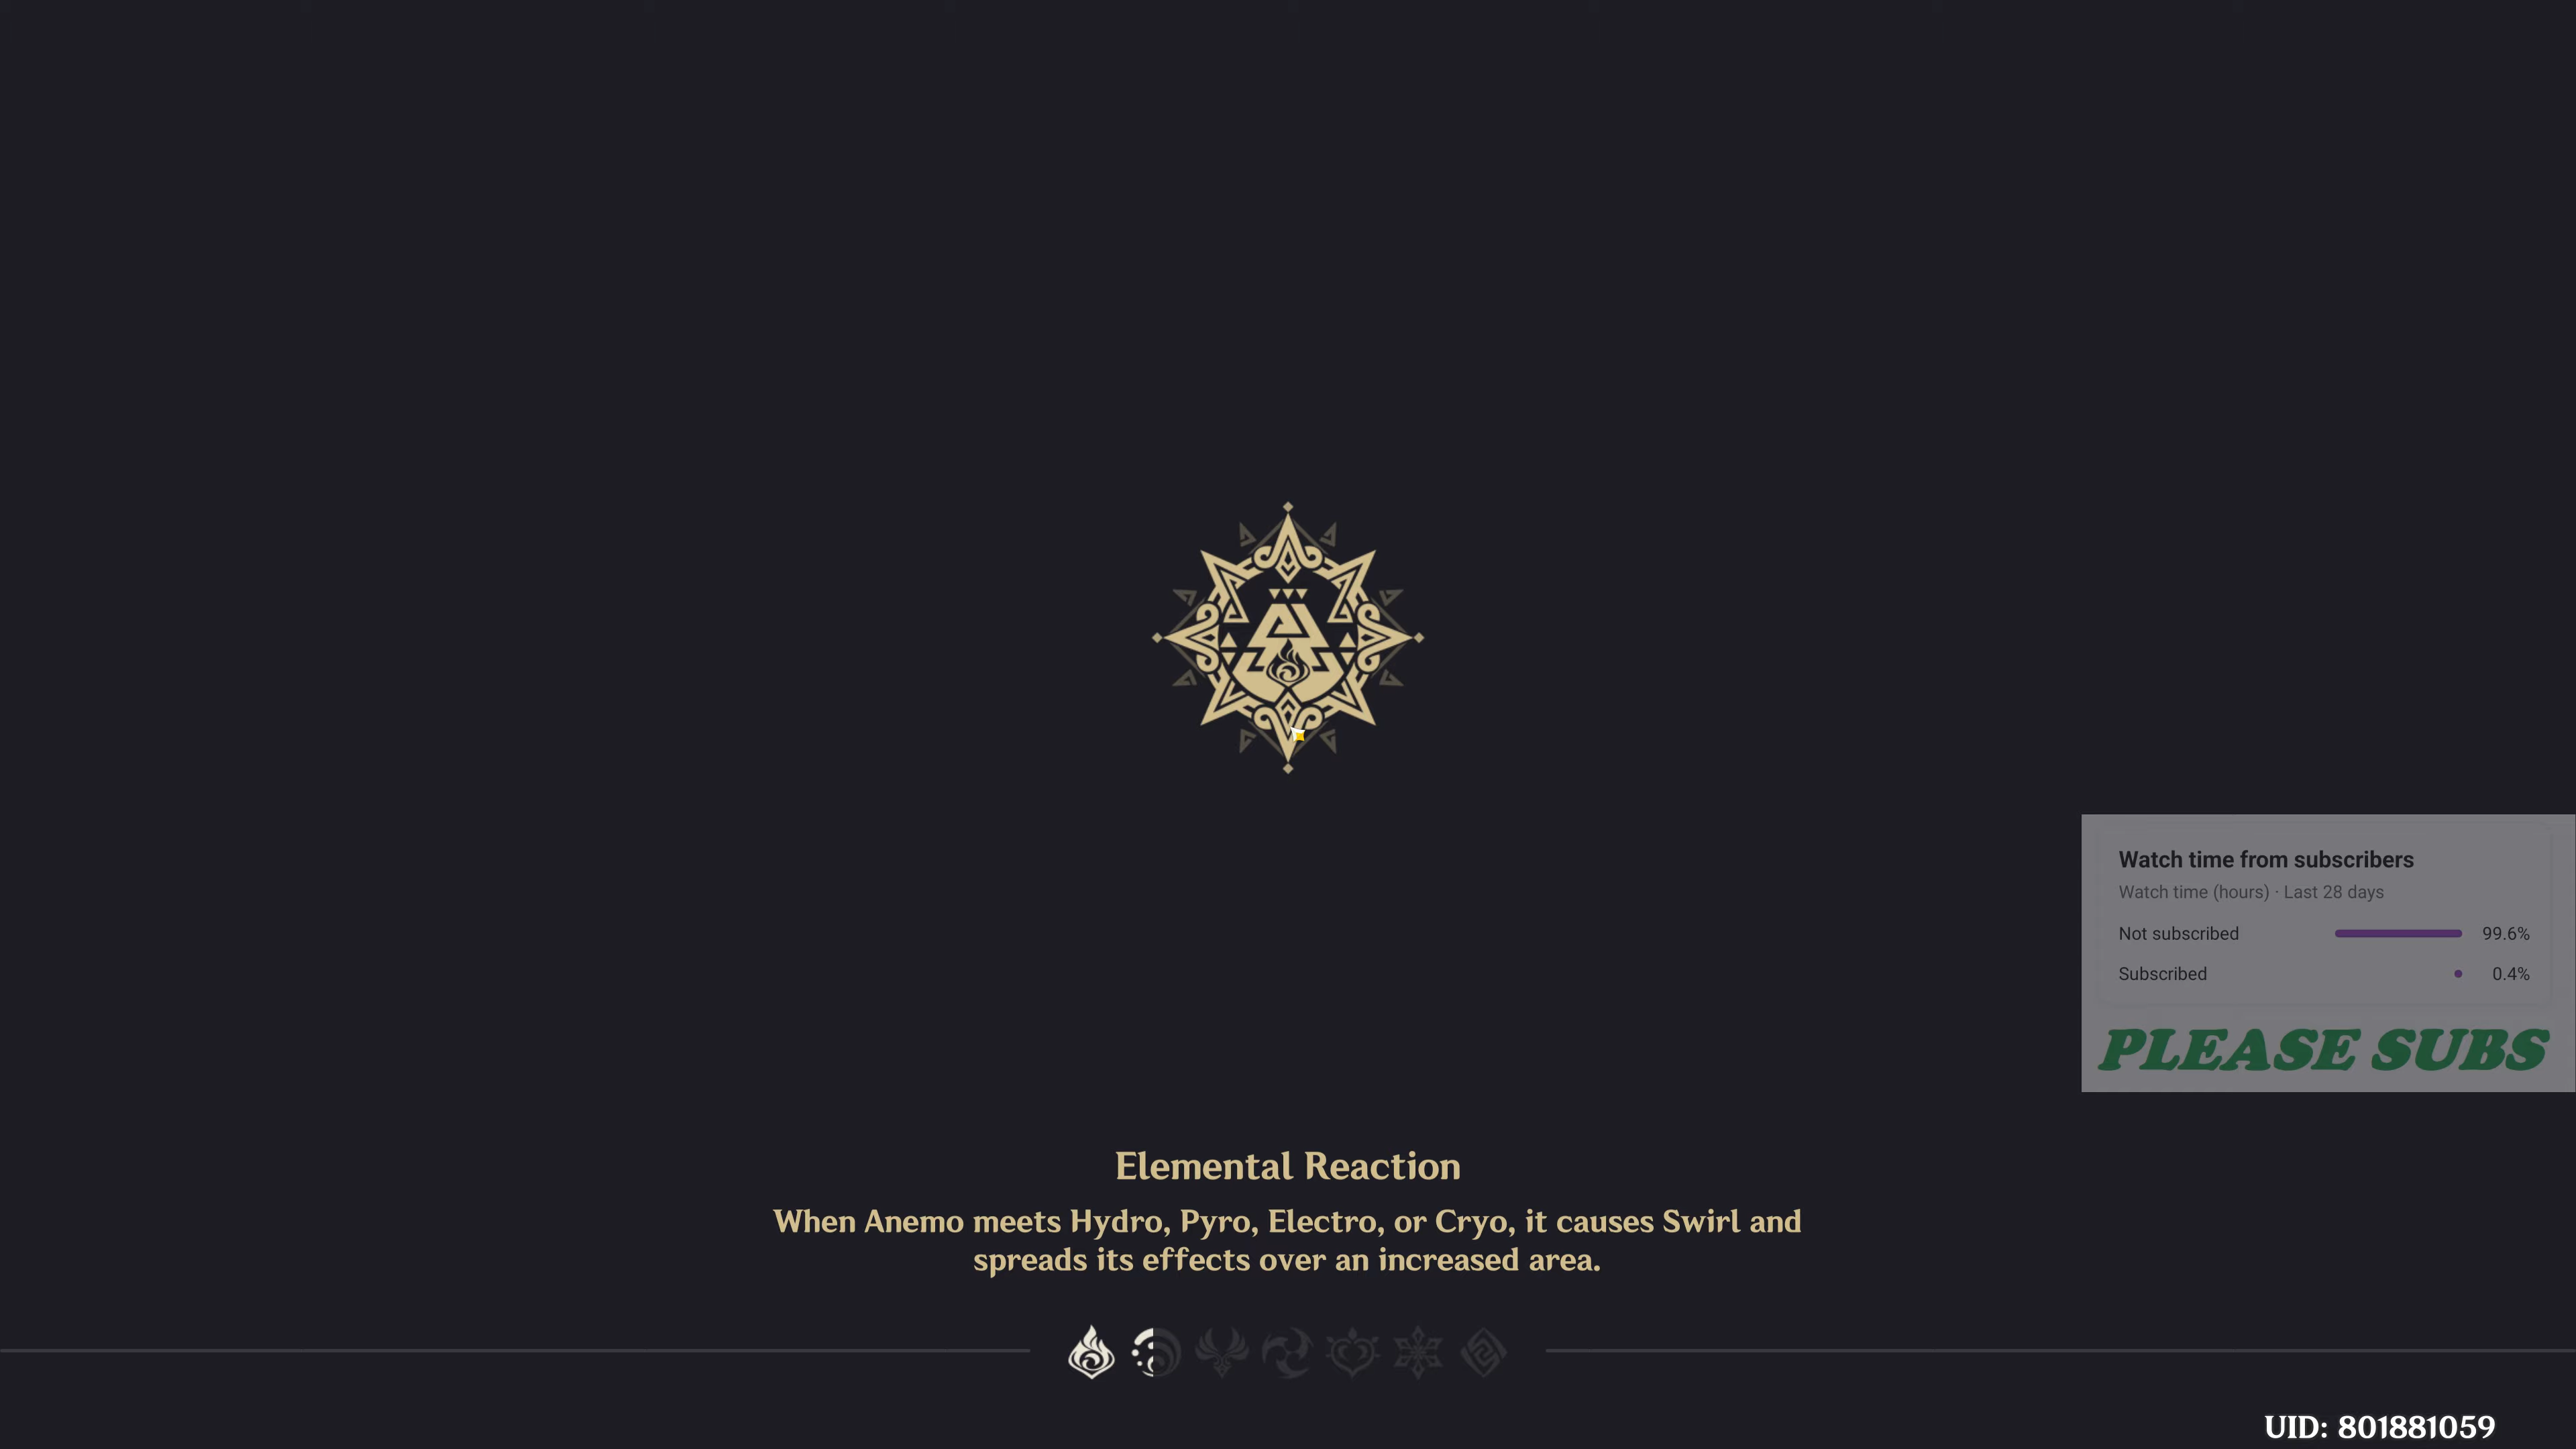 Watch time from subscribers
Watch time (hours) · Last 28 days
Not subscribed 99.6%
Subscribed 0.4%
PLEASE SUBS
Elemental Reaction
When Anemo meets Hydro, Pyro, Electro, or Cryo, it causes Swirl and
spreads its effects over an increased area.
UID: 801881059